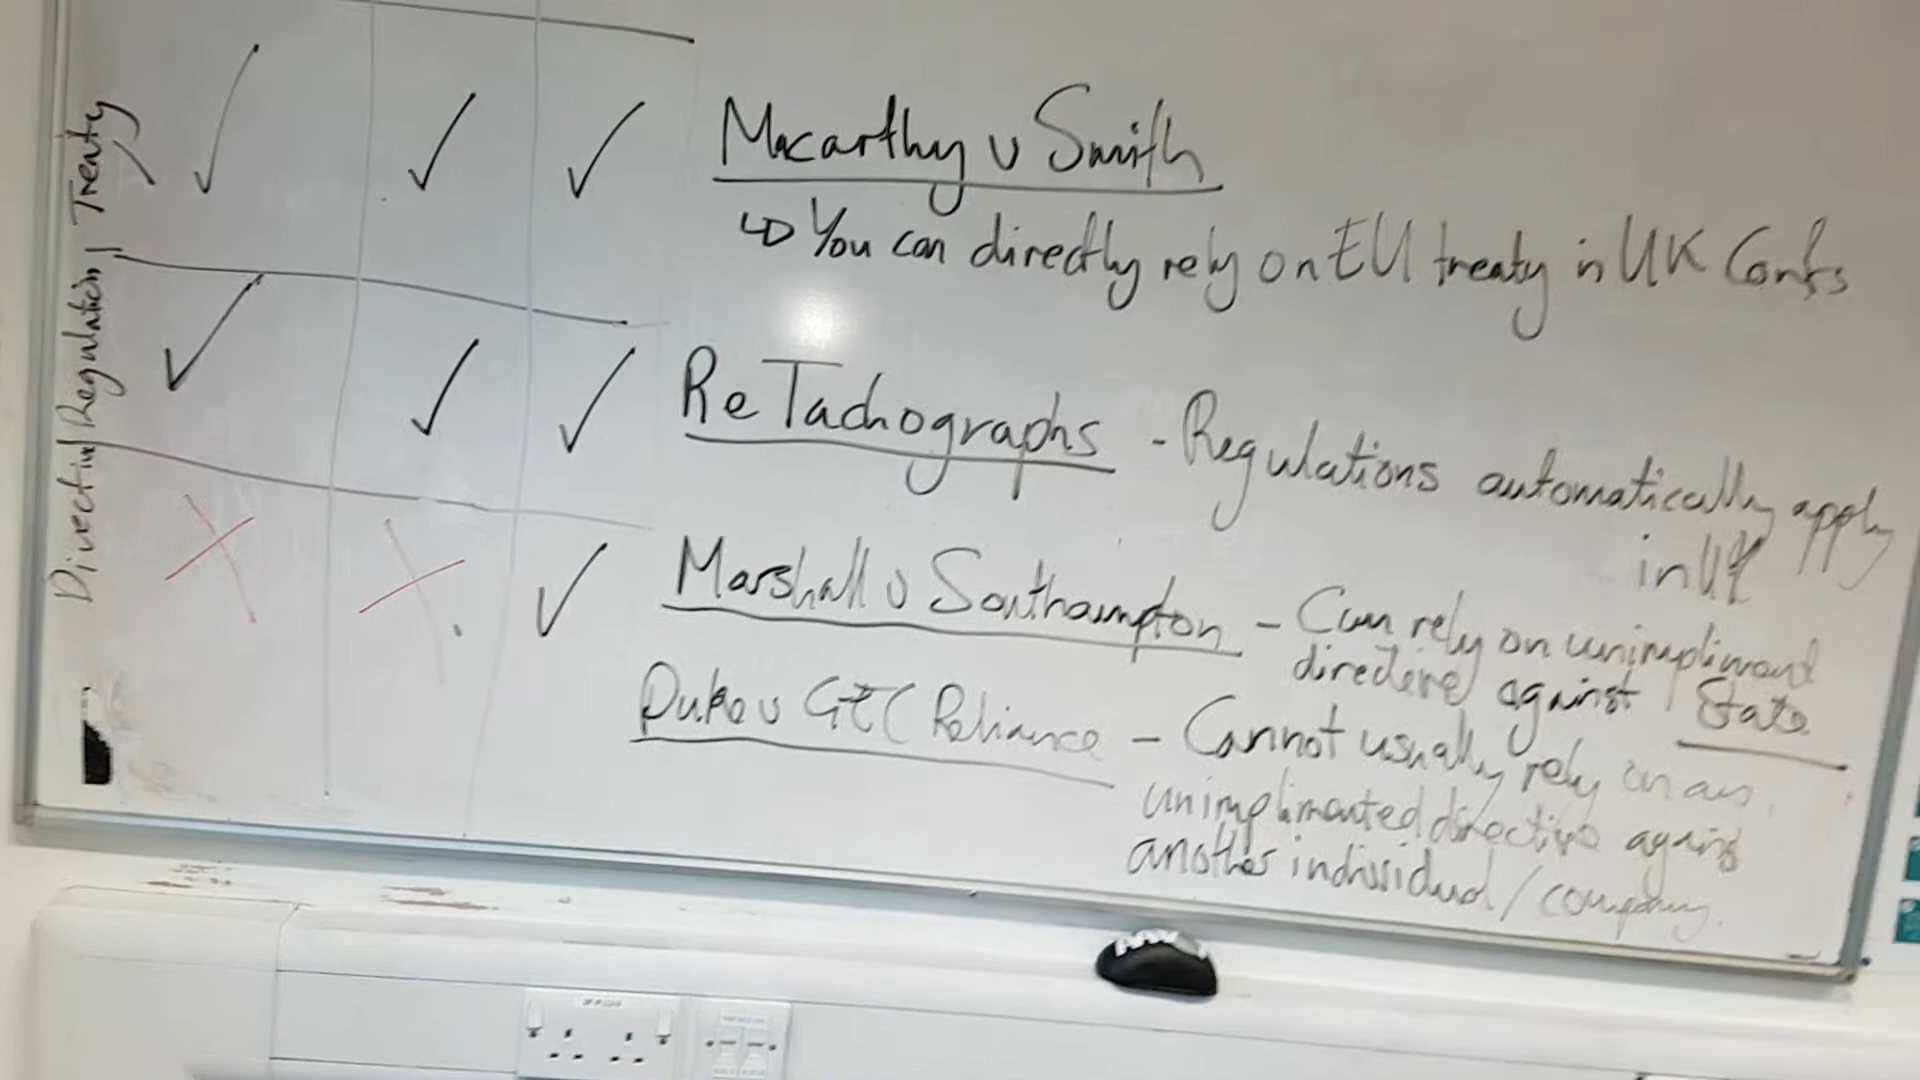 Treaty
Regulation
Directive
✓ ✓ ✓
Macarthy v Smith
↳ You can directly rely on EU treaty in UK Courts
✓ ✓ ✓
Re Tachographs - Regulations automatically apply
in UK
X X ✓
Marshall v Southampton - Can rely on
directive against State
Duke v GEC Reliance - Cannot usually rely on an
unimplimented directive against
another individual / company.